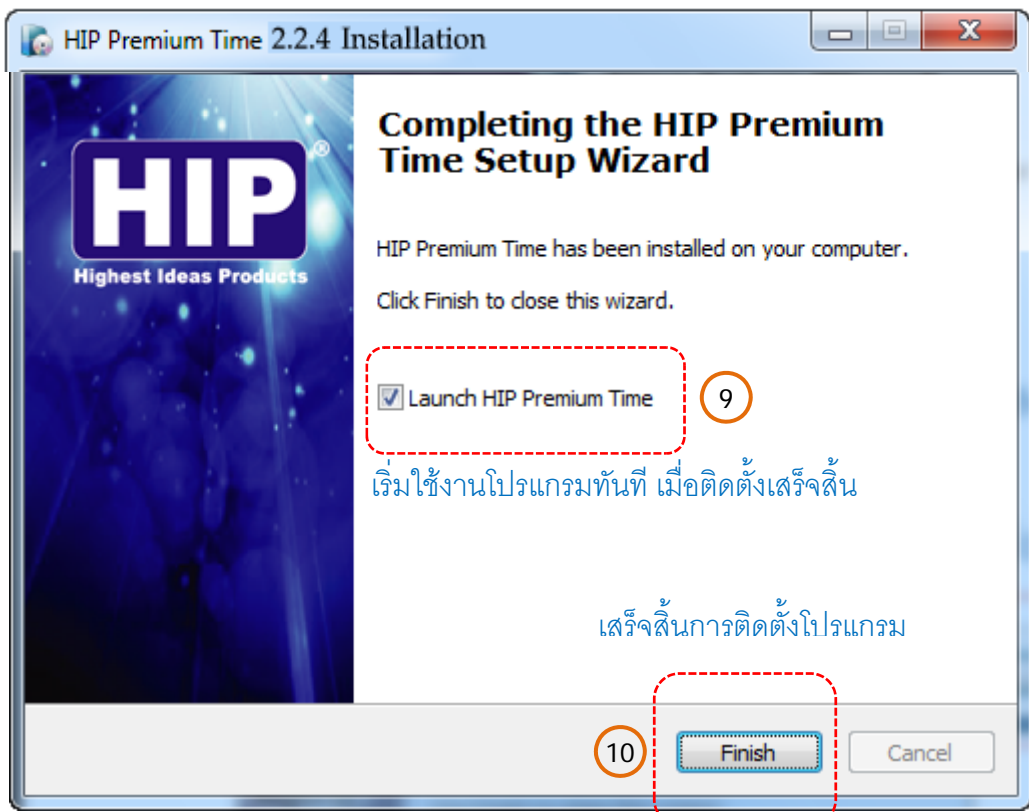 HIP Premium Time 2.2.4 Installation
HIP®
Highest Ideas Products
Completing the HIP Premium
Time Setup Wizard
HIP Premium Time has been installed on your computer.
Click Finish to close this wizard.
Launch HIP Premium Time
9
เริ่มใช้งานโปรแกรมทันที เมื่อติดตั้งเสร็จสิ้น
เสร็จสิ้นการติดตั้งโปรแกรม
10
Finish
Cancel